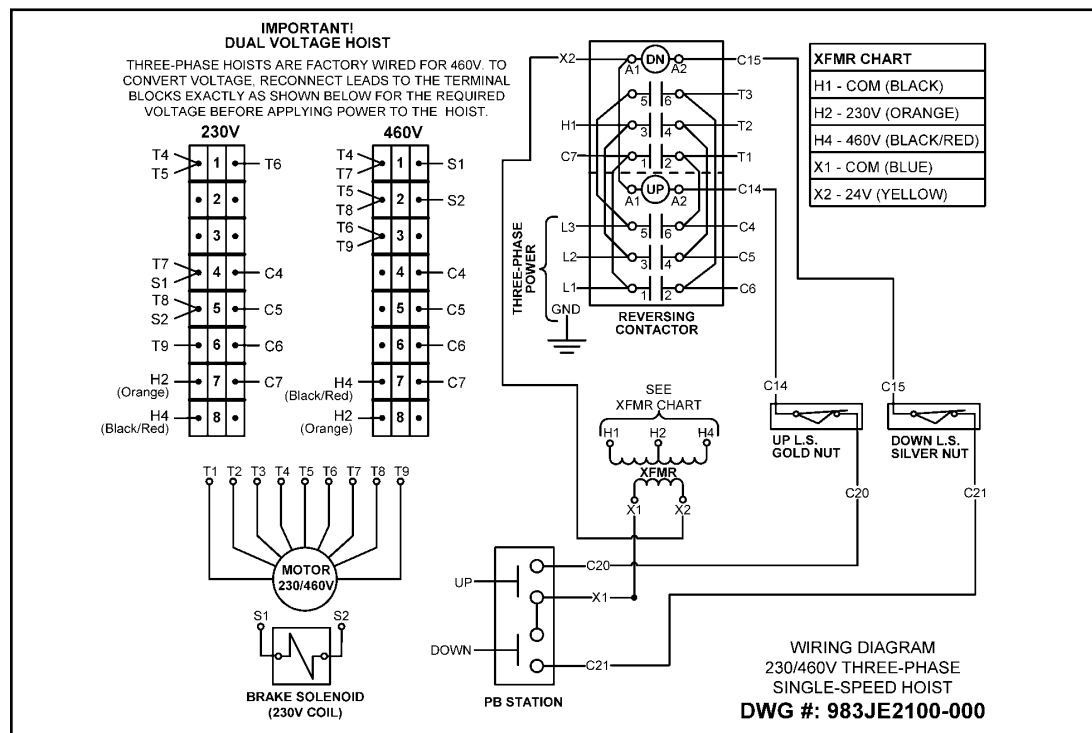 IMPORTANT!
DUAL VOLTAGE HOIST
THREE-PHASE HOISTS ARE FACTORY WIRED FOR 460V. TO
CONVERT VOLTAGE, RECONNECT LEADS TO THE TERMINAL
BLOCKS EXACTLY AS SHOWN BELOW FOR THE REQUIRED
VOLTAGE BEFORE APPLYING POWER TO THE HOIST.
230V
T4
T5
1
T6
2
3
T7
S1
4
C4
T8
S2
5
C5
T9
6
C6
H2
(Orange)
7
C7
H4
(Black/Red)
8
460V
T4
T7
1
S1
T5
T8
2
S2
T6
T9
3
4
C4
5
C5
6
C6
H4
(Black/Red)
7
C7
H2
(Orange)
8
X2
A1
DN
A2
C15
5
6
T3
H1
3
4
T2
C7
1
2
T1
A1
UP
A2
C14
L3
5
6
C4
L2
3
4
C5
L1
1
2
C6
THREE-PHASE
POWER
GND
REVERSING
CONTACTOR
XFMR CHART
H1 - COM (BLACK)
H2 - 230V (ORANGE)
H4 - 460V (BLACK/RED)
X1 - COM (BLUE)
X2 - 24V (YELLOW)
C14
C15
UP L.S.
GOLD NUT
DOWN L.S.
SILVER NUT
C20
C21
SEE
XFMR CHART
H1
H2
H4
XFMR
X1
X2
T1 T2 T3 T4 T5 T6 T7 T8 T9
MOTOR
230/460V
S1
S2
BRAKE SOLENOID
(230V COIL)
UP
C20
X1
DOWN
C21
PB STATION
WIRING DIAGRAM
230/460V THREE-PHASE
SINGLE-SPEED HOIST
DWG #: 983JE2100-000